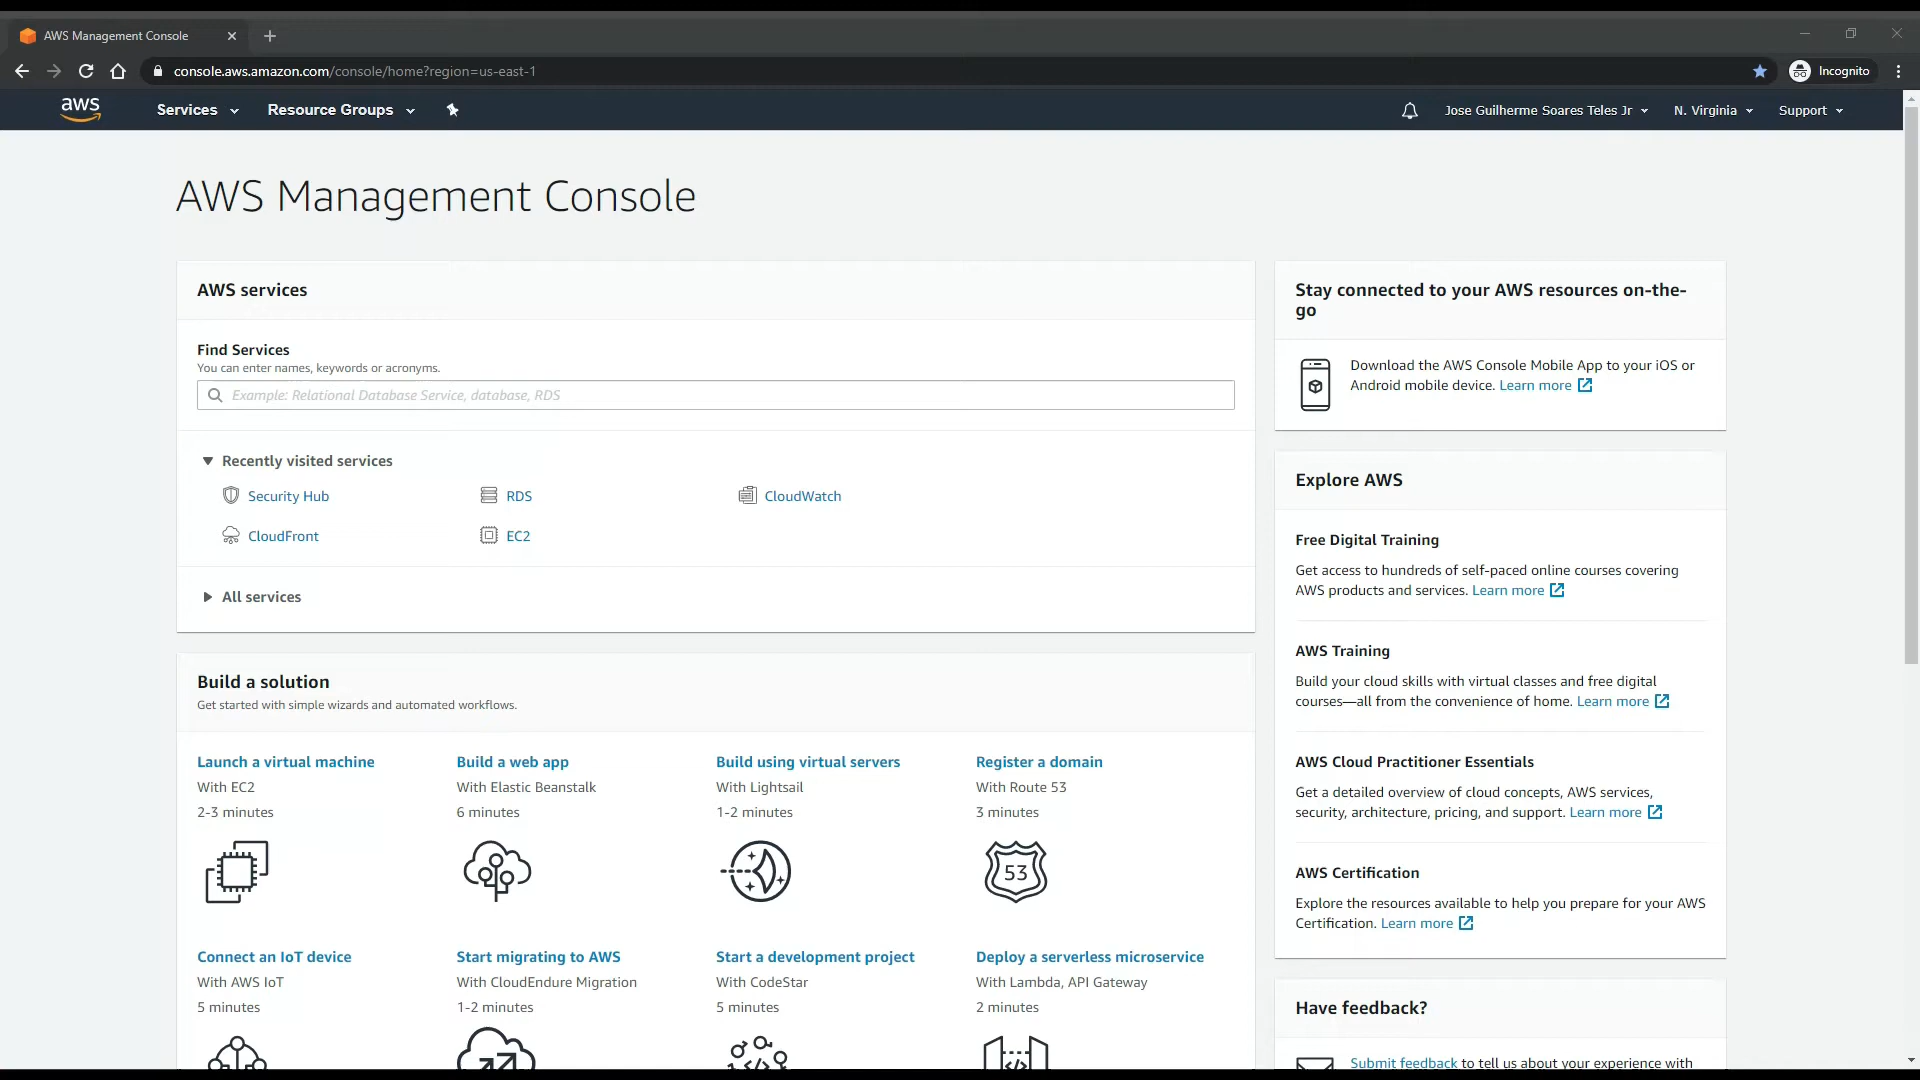 AWS Management Console
console.aws.amazon.com/console/home?region=us-east-1
Incognito
aws
Services
Resource Groups
Jose Guilherme Soares Teles Jr
N. Virginia
Support
AWS Management Console
AWS services
Find Services
You can enter names, keywords or acronyms.
Example: Relational Database Service, database, RDS
Recently visited services
Security Hub
RDS
CloudWatch
CloudFront
EC2
All services
Build a solution
Get started with simple wizards and automated workflows.
Launch a virtual machine
With EC2
2-3 minutes
Build a web app
With Elastic Beanstalk
6 minutes
Build using virtual servers
With Lightsail
1-2 minutes
Register a domain
With Route 53
3 minutes
53
Connect an IoT device
With AWS IoT
5 minutes
Start migrating to AWS
With CloudEndure Migration
1-2 minutes
Start a development project
With CodeStar
5 minutes
Deploy a serverless microservice
With Lambda, API Gateway
2 minutes
Stay connected to your AWS resources on-the-
go
Download the AWS Console Mobile App to your iOS or
Android mobile device. Learn more
Explore AWS
Free Digital Training
Get access to hundreds of self-paced online courses covering
AWS products and services. Learn more
AWS Training
Build your cloud skills with virtual classes and free digital
courses—all from the convenience of home. Learn more
AWS Cloud Practitioner Essentials
Get a detailed overview of cloud concepts, AWS services,
security, architecture, pricing, and support. Learn more
AWS Certification
Explore the resources available to help you prepare for your AWS
Certification. Learn more
Have feedback?
Submit feedback to tell us about your experience with